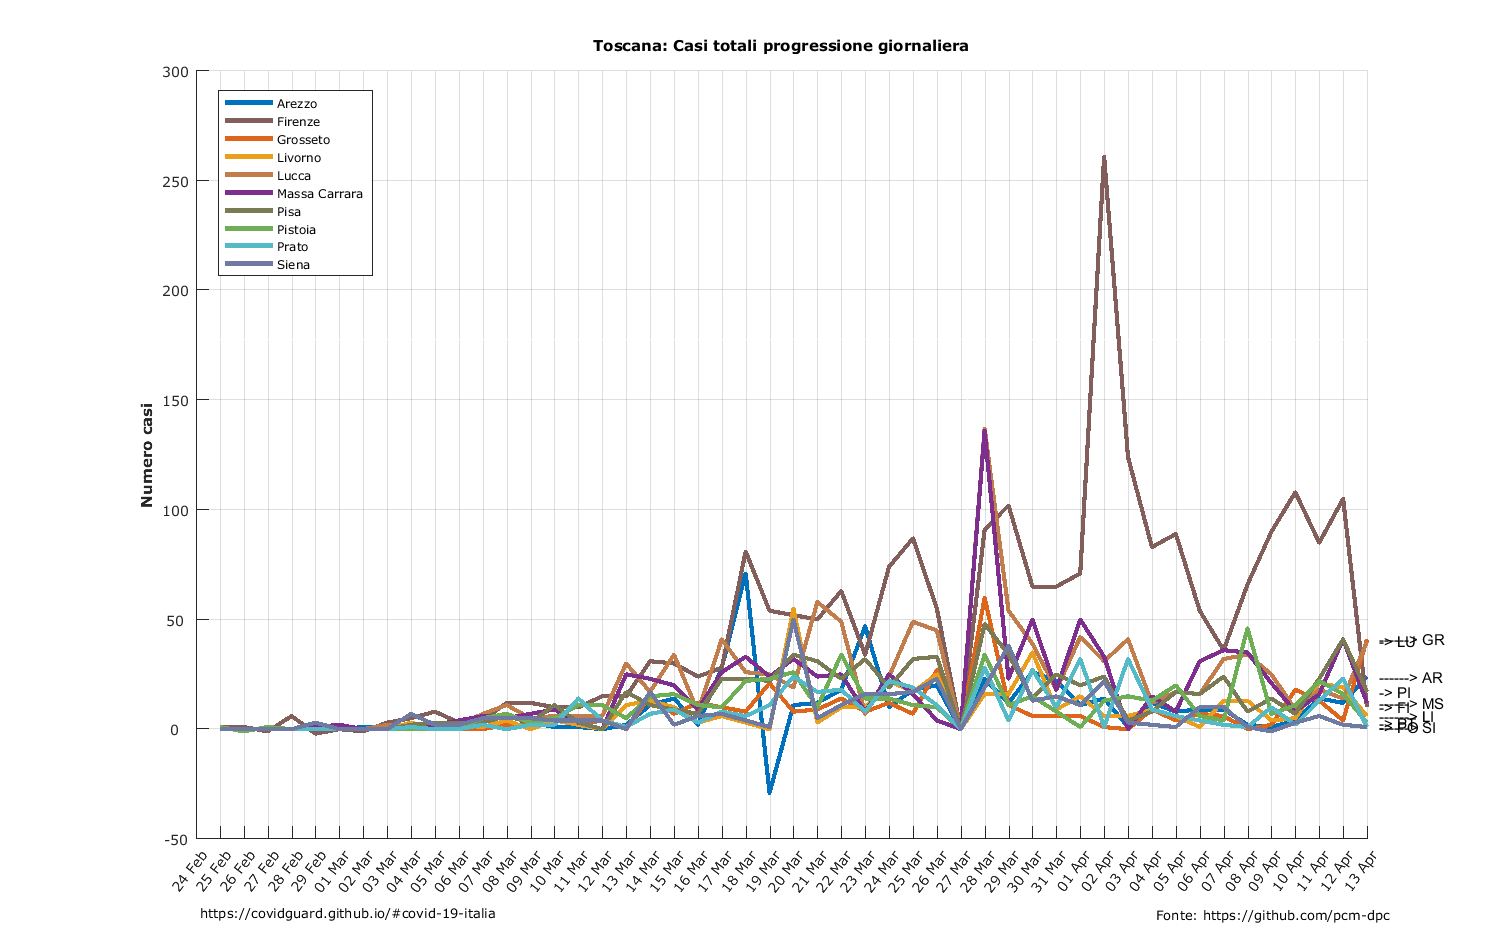 Toscana: Casi totali progressione giornaliera
300
250
200
150
100
50
0
-50
Numero casi
Arezzo
Firenze
Grosseto
Livorno
Lucca
Massa Carrara
Pisa
Pistoia
Prato
Siena
------> GR
-> LU
------> AR
-> PI
------> MS
-> FI
------> LI
------> SI
24 Feb
25 Feb
26 Feb
27 Feb
28 Feb
29 Feb
01 Mar
02 Mar
03 Mar
04 Mar
05 Mar
06 Mar
07 Mar
08 Mar
09 Mar
10 Mar
11 Mar
12 Mar
13 Mar
14 Mar
15 Mar
16 Mar
17 Mar
18 Mar
19 Mar
20 Mar
21 Mar
22 Mar
23 Mar
24 Mar
25 Mar
26 Mar
27 Mar
28 Mar
29 Mar
30 Mar
31 Mar
01 Apr
02 Apr
03 Apr
04 Apr
05 Apr
06 Apr
07 Apr
08 Apr
09 Apr
10 Apr
11 Apr
12 Apr
13 Apr
https://covidguard.github.io/#covid-19-italia
Fonte: https://github.com/pcm-dpc